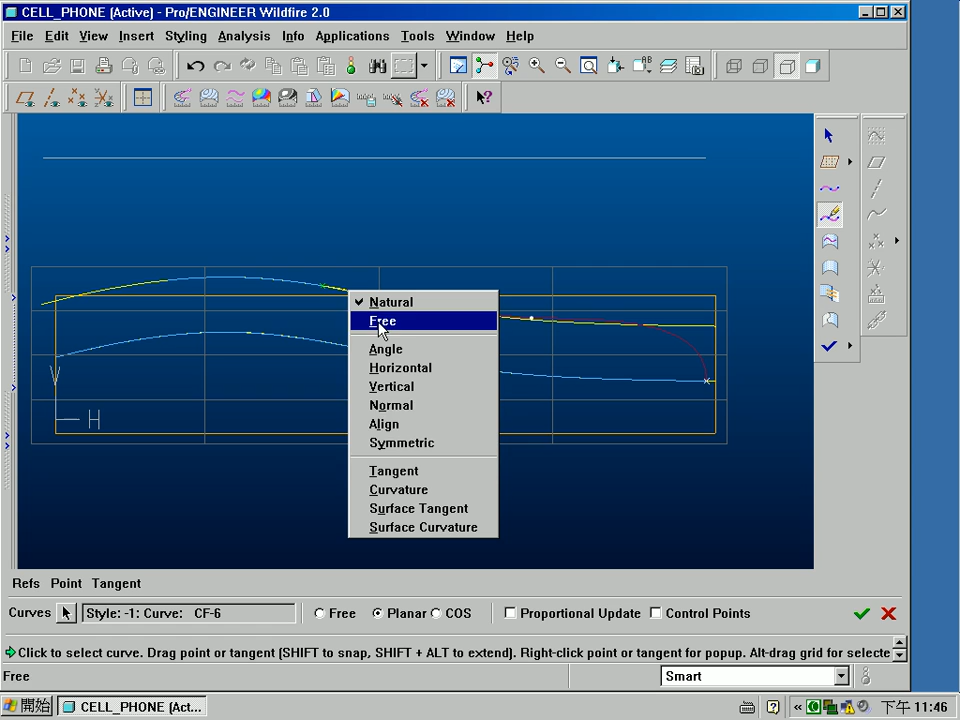 CELL_PHONE (Active) - Pro/ENGINEER Wildfire 2.0
File Edit View Insert Styling Analysis Info Applications Tools Window Help
Natural
Free
Angle
Horizontal
Vertical
Normal
Align
Symmetric
Tangent
Curvature
Surface Tangent
Surface Curvature
V
H
Refs Point Tangent
Curves Style: -1: Curve: CF-6 Free Planar COS Proportional Update Control Points
Click to select curve. Drag point or tangent (SHIFT to snap, SHIFT + ALT to extend). Right-click point or tangent for popup. Alt-drag grid for selecte
Free Smart
開始 CELL_PHONE (Act... « 下午 11:46